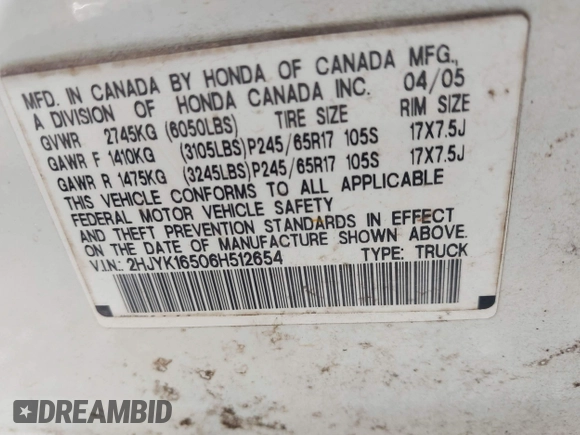 MFD. IN CANADA BY HONDA OF CANADA MFG.,
A DIVISION OF HONDA CANADA INC. 04/05
GVWR 2745KG (6050LBS) TIRE SIZE RIM SIZE
GAWR F 1410KG (3105LBS)P245/65R17 105S 17X7.5J
GAWR R 1475KG (3245LBS)P245/65R17 105S 17X7.5J
THIS VEHICLE CONFORMS TO ALL APPLICABLE
FEDERAL MOTOR VEHICLE SAFETY
AND THEFT PREVENTION STANDARDS IN EFFECT
ON THE DATE OF MANUFACTURE SHOWN ABOVE.
V.I.N.: 2HJYK16506H512654 TYPE: TRUCK
DREAMBID